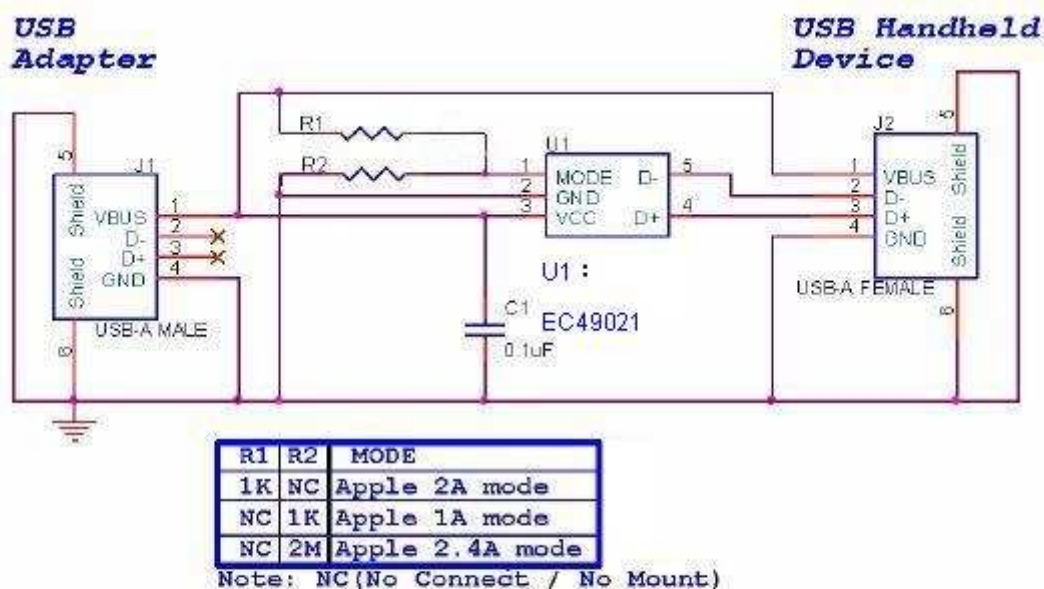 USB Adapter
USB Handheld Device
R1
R2
U1
1 MODE D- 5
2 GND
3 VCC D+ 4
J1
5
Shield
VBUS 1
D- 2
D+ 3
GND 4
Shield
6
USB-A MALE
J2
5
1 VBUS
2 D-
3 D+
4 GND
Shield
Shield
6
USB-A FEMALE
U1 :
EC49021
C1
0.1uF
R1 R2 MODE
1K NC Apple 2A mode
NC 1K Apple 1A mode
NC 2M Apple 2.4A mode
Note: NC(No Connect / No Mount)